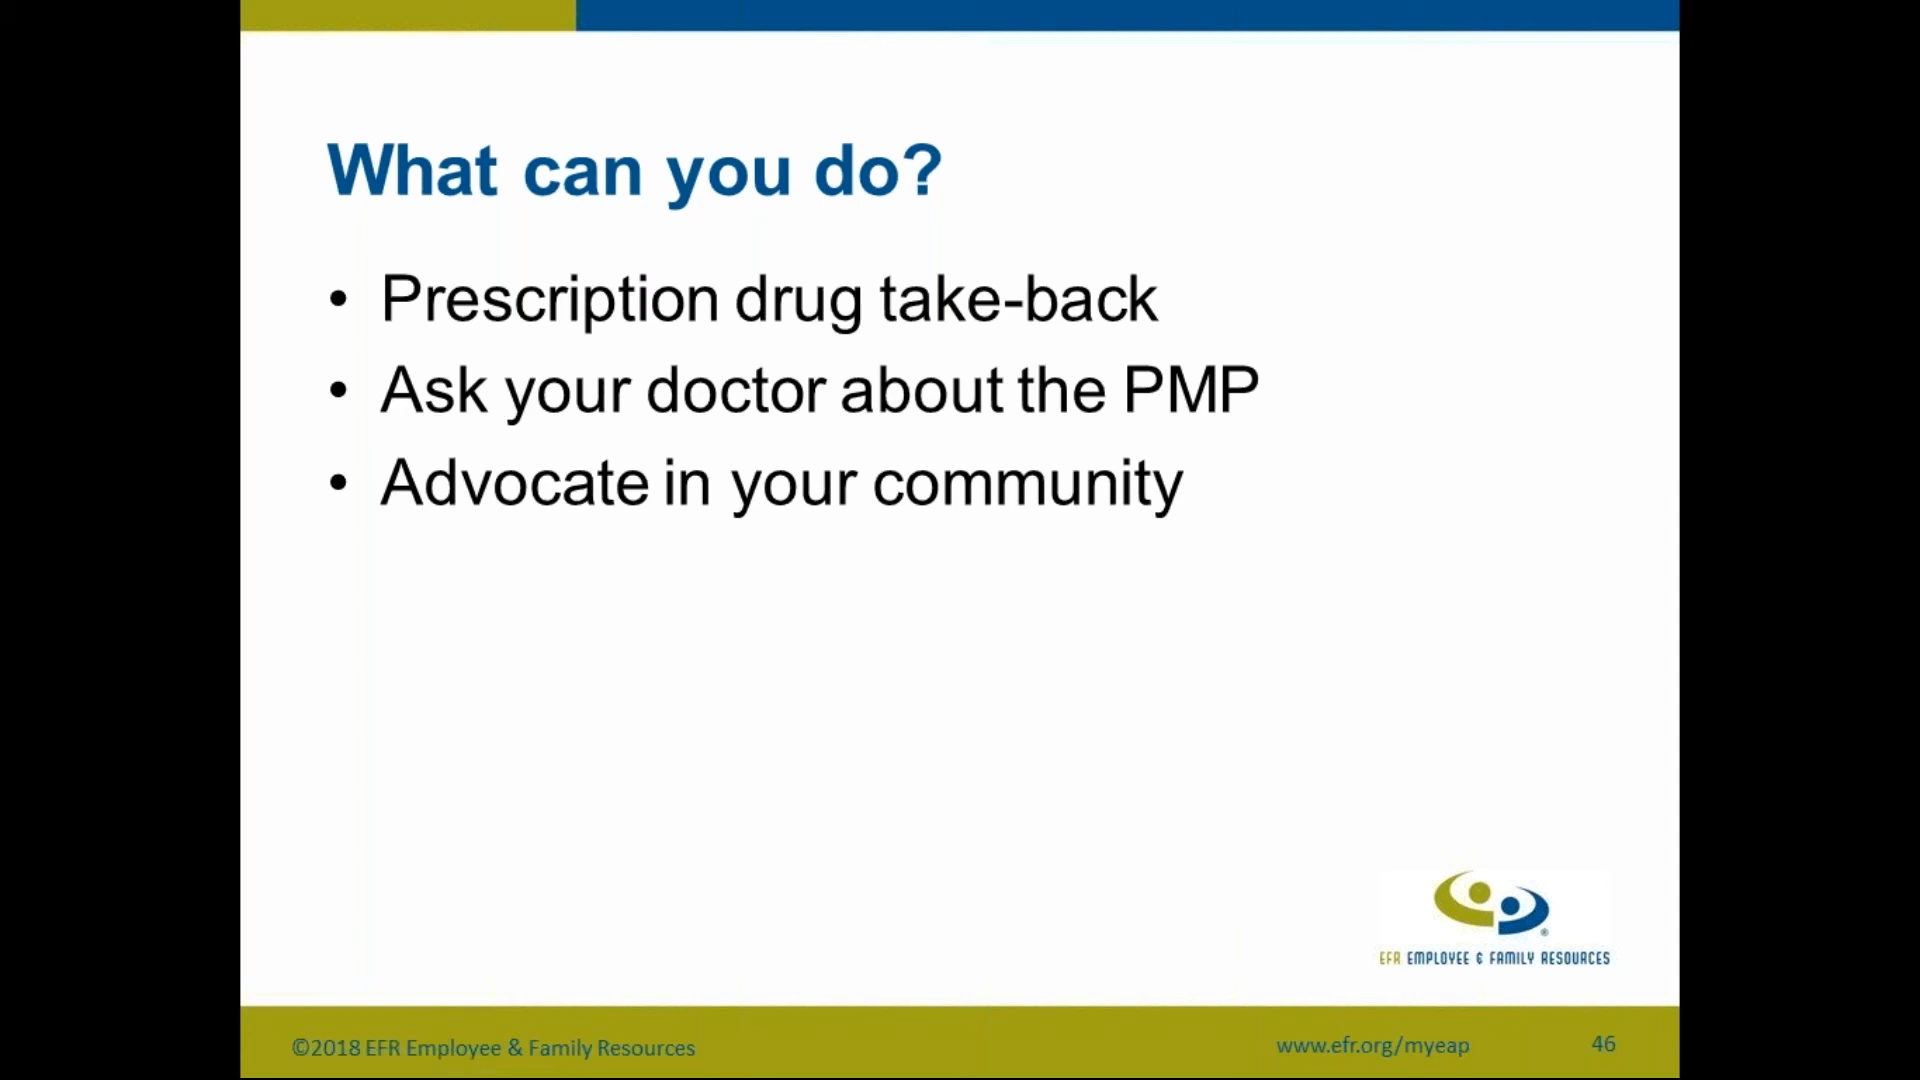 What can you do?
• Prescription drug take-back
• Ask your doctor about the PMP
• Advocate in your community
®
EFR EMPLOYEE & FAMILY RESOURCES
©2018 EFR Employee & Family Resources
www.efr.org/myeap
46